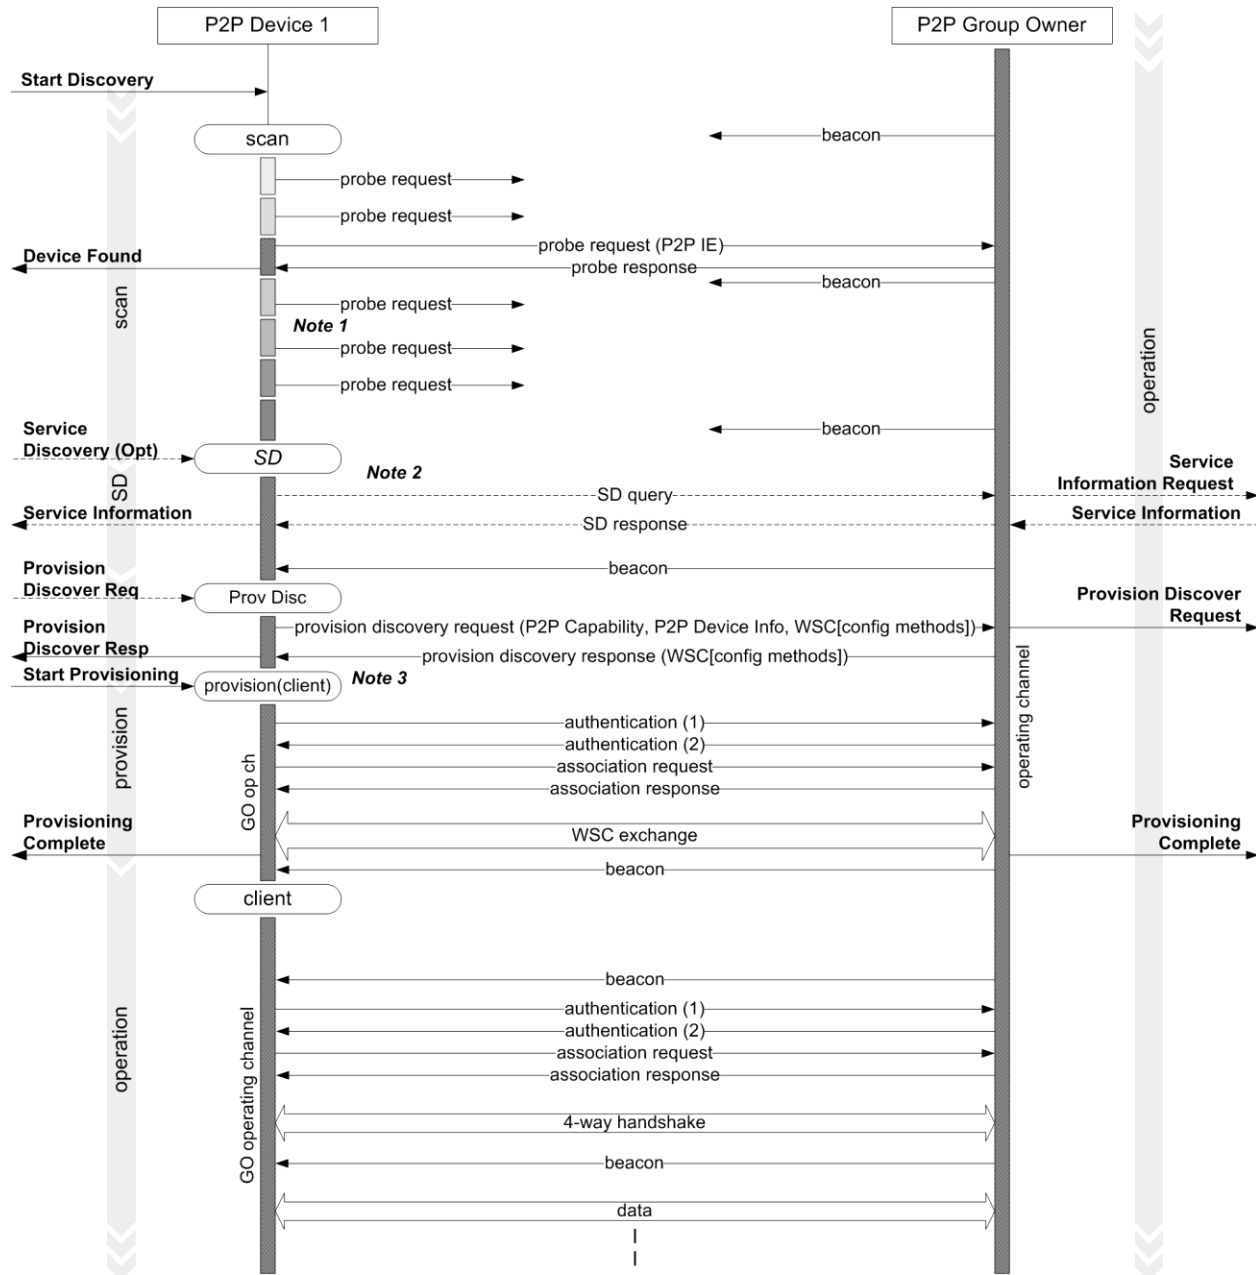 P2P Device 1
P2P Group Owner
Start Discovery
scan
beacon
probe request
probe request
probe request (P2P IE)
Device Found
probe response
beacon
probe request
scan
Note 1
probe request
probe request
operation
Service
Discovery (Opt)
beacon
SD
Note 2
Service
Information Request
SD
SD query
Service Information
SD response
Service Information
Provision
Discover Req
beacon
Prov Disc
Provision Discover
Request
Provision
Discover Resp
provision discovery request (P2P Capability, P2P Device Info, WSC[config methods])
provision discovery response (WSC[config methods])
Start Provisioning
provision(client)
Note 3
operating channel
provision
GO op ch
authentication (1)
authentication (2)
association request
association response
Provisioning
Complete
WSC exchange
Provisioning
Complete
beacon
client
beacon
operation
GO operating channel
authentication (1)
authentication (2)
association request
association response
4-way handshake
beacon
data